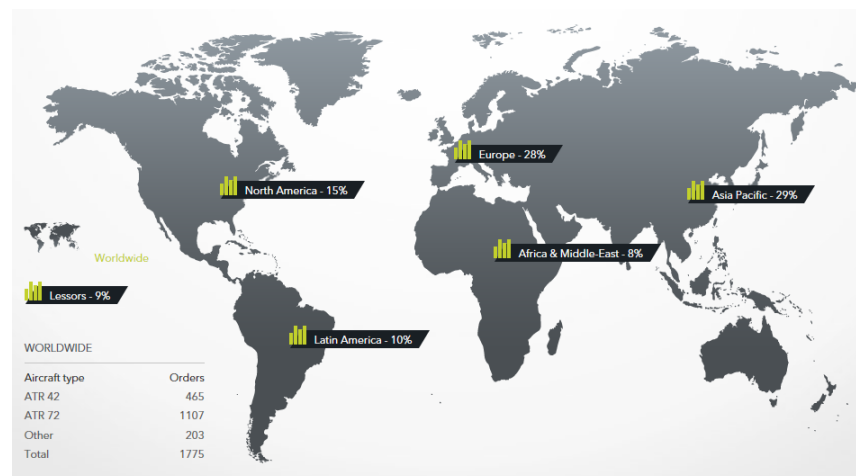 Europe - 28%
North America - 15%
Asia Pacific - 29%
Africa & Middle-East - 8%
Worldwide
Lessors - 9%
Latin America - 10%
WORLDWIDE
Aircraft type Orders
ATR 42 465
ATR 72 1107
Other 203
Total 1775